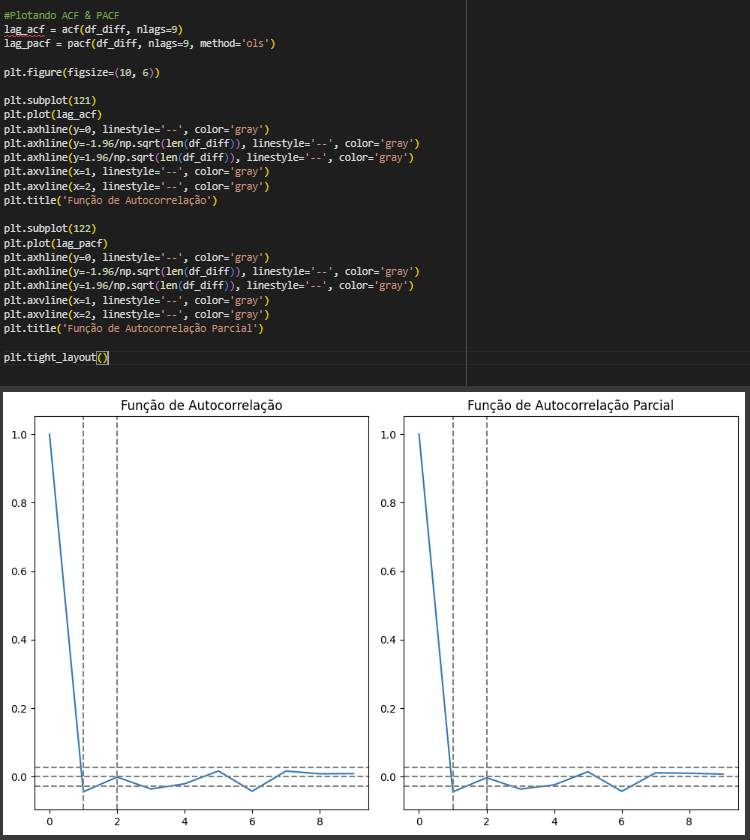 #Plotando ACF & PACF
lag_acf = acf(df_diff, nlags=9)
lag_pacf = pacf(df_diff, nlags=9, method='ols')
plt.figure(figsize=(10, 6))
plt.subplot(121)
plt.plot(lag_acf)
plt.axhline(y=0, linestyle='--', color='gray')
plt.axhline(y=-1.96/np.sqrt(len(df_diff)), linestyle='--', color='gray')
plt.axhline(y=1.96/np.sqrt(len(df_diff)), linestyle='--', color='gray')
plt.axvline(x=1, linestyle='--', color='gray')
plt.axvline(x=2, linestyle='--', color='gray')
plt.title('Função de Autocorrelação')
plt.subplot(122)
plt.plot(lag_pacf)
plt.axhline(y=0, linestyle='--', color='gray')
plt.axhline(y=-1.96/np.sqrt(len(df_diff)), linestyle='--', color='gray')
plt.axhline(y=1.96/np.sqrt(len(df_diff)), linestyle='--', color='gray')
plt.axvline(x=1, linestyle='--', color='gray')
plt.axvline(x=2, linestyle='--', color='gray')
plt.title('Função de Autocorrelação Parcial')
plt.tight_layout()
Função de Autocorrelação
1.0
0.8
0.6
0.4
0.2
0.0
0 2 4 6 8
Função de Autocorrelação Parcial
1.0
0.8
0.6
0.4
0.2
0.0
0 2 4 6 8